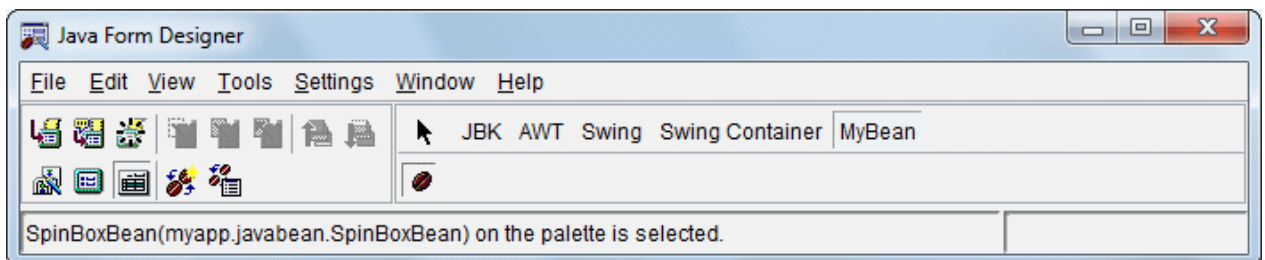 Java Form Designer
File Edit View Tools Settings Window Help
JBK AWT Swing Swing Container MyBean
SpinBoxBean(myapp.javabean.SpinBoxBean) on the palette is selected.